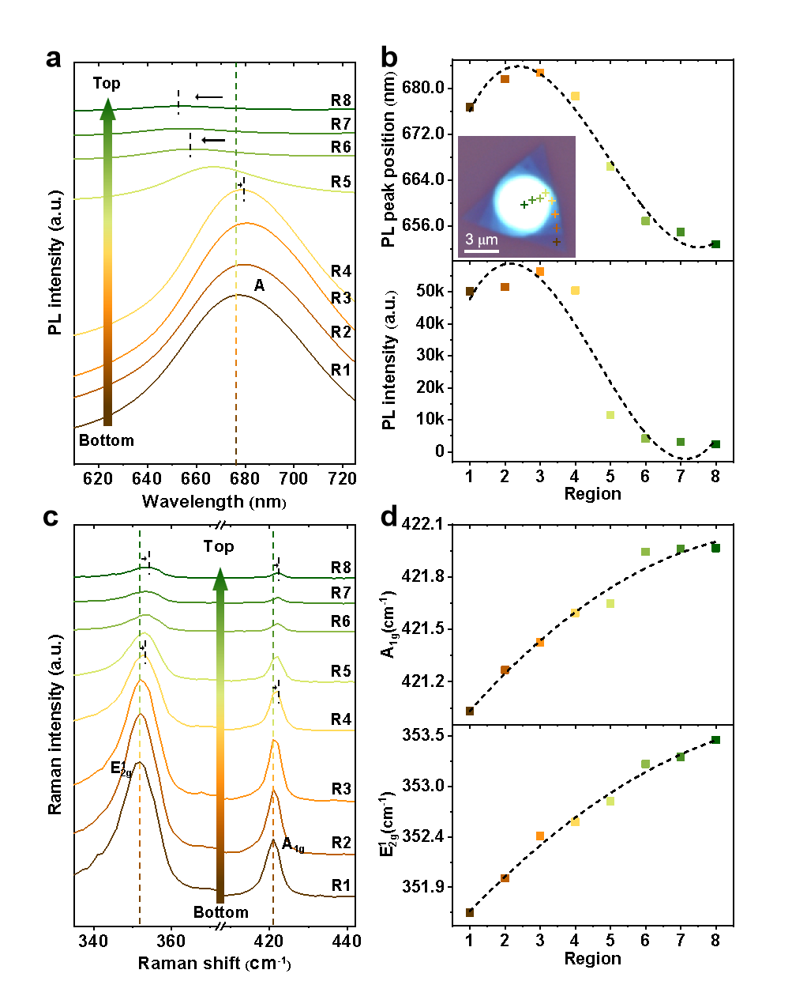 a
Top
R8
R7
R6
R5
R4
R3
R2
R1
A
Bottom
PL intensity (a.u.)
620 640 660 680 700 720
Wavelength (nm)
b
680.0
672.0
664.0
656.0
PL peak position (nm)
3 μm
50k
40k
30k
20k
10k
0
PL intensity (a.u.)
1 2 3 4 5 6 7 8
Region
c
Top
R8
R7
R6
R5
R4
R3
R2
R1
E¹₂g
A₁g
Bottom
Raman intensity (a.u.)
340 360 420 440
Raman shift (cm⁻¹)
d
422.1
421.8
421.5
421.2
A₁g(cm⁻¹)
353.5
353.0
352.4
351.9
E¹₂g(cm⁻¹)
1 2 3 4 5 6 7 8
Region